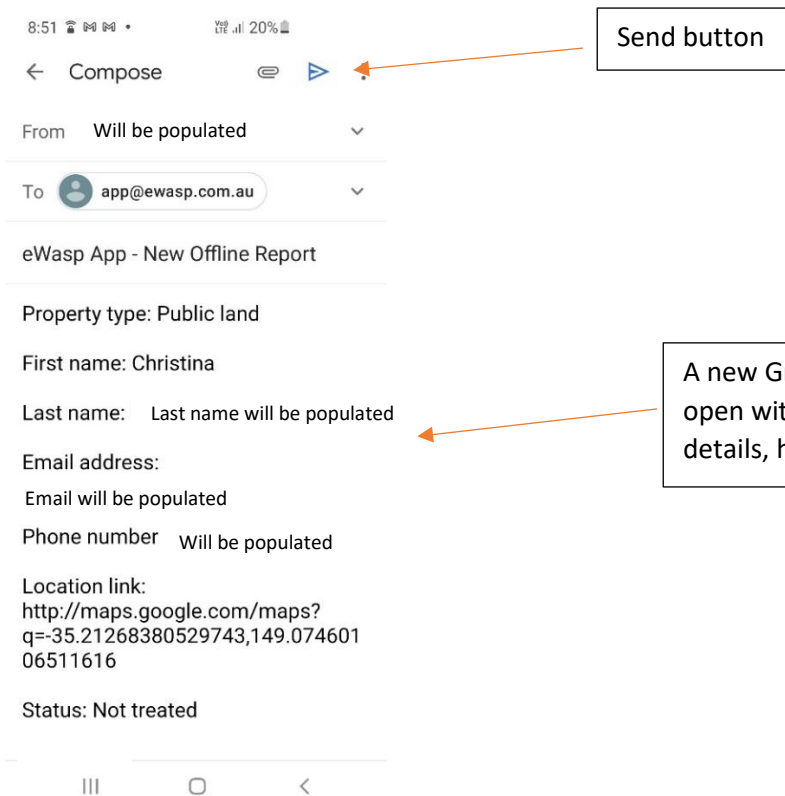 8:51
Vo)) LTE 20%
Send button
Compose
From Will be populated
To app@ewasp.com.au
eWasp App - New Offline Report
Property type: Public land
First name: Christina
A new G
open wit
details, h
Last name: Last name will be populated
Email address:
Email will be populated
Phone number Will be populated
Location link:
http://maps.google.com/maps?
q=-35.21268380529743,149.074601
06511616
Status: Not treated